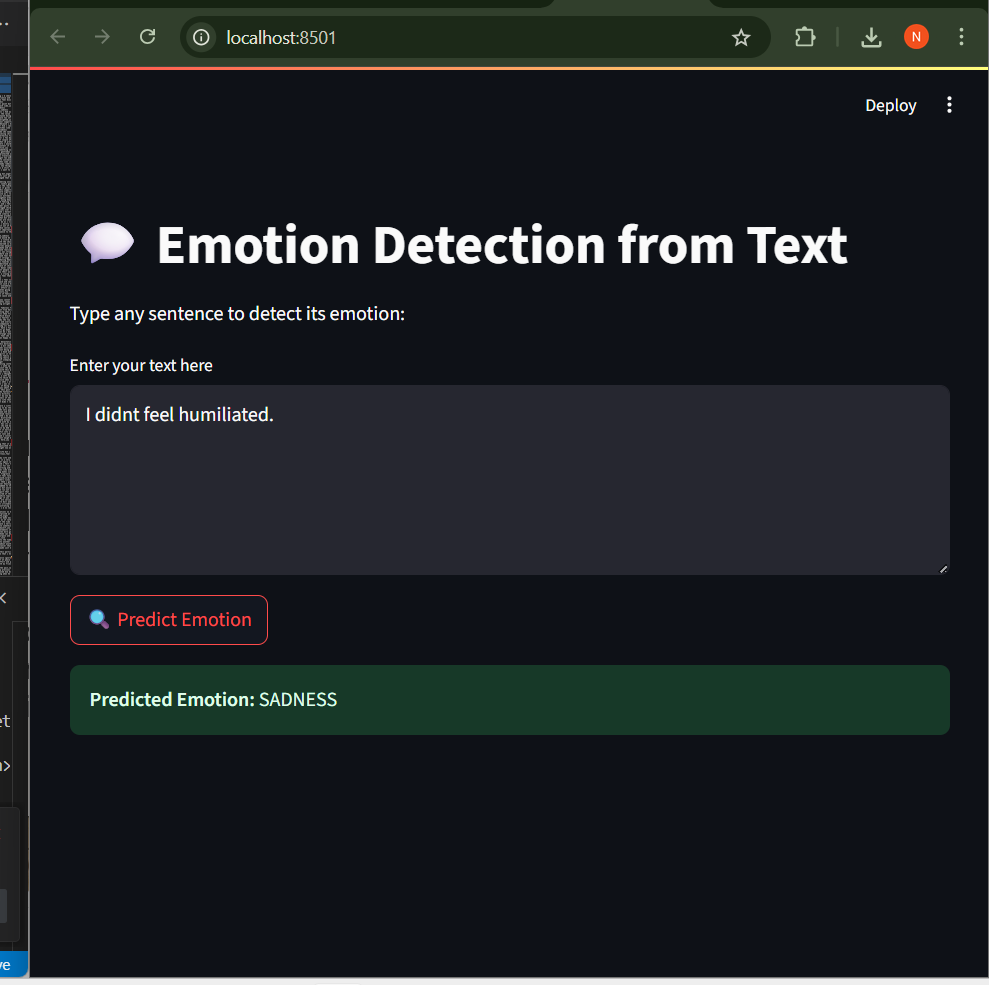 localhost:8501
N
Deploy
Emotion Detection from Text
Type any sentence to detect its emotion:
Enter your text here
I didnt feel humiliated.
Predict Emotion
Predicted Emotion: SADNESS